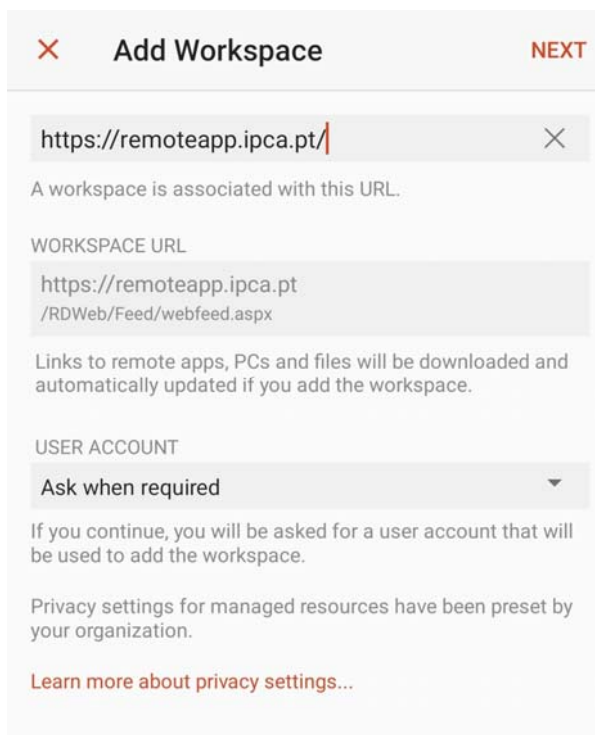 Add Workspace NEXT
https://remoteapp.ipca.pt/
A workspace is associated with this URL.
WORKSPACE URL
https://remoteapp.ipca.pt
/RDWeb/Feed/webfeed.aspx
Links to remote apps, PCs and files will be downloaded and
automatically updated if you add the workspace.
USER ACCOUNT
Ask when required
If you continue, you will be asked for a user account that will
be used to add the workspace.
Privacy settings for managed resources have been preset by
your organization.
Learn more about privacy settings...